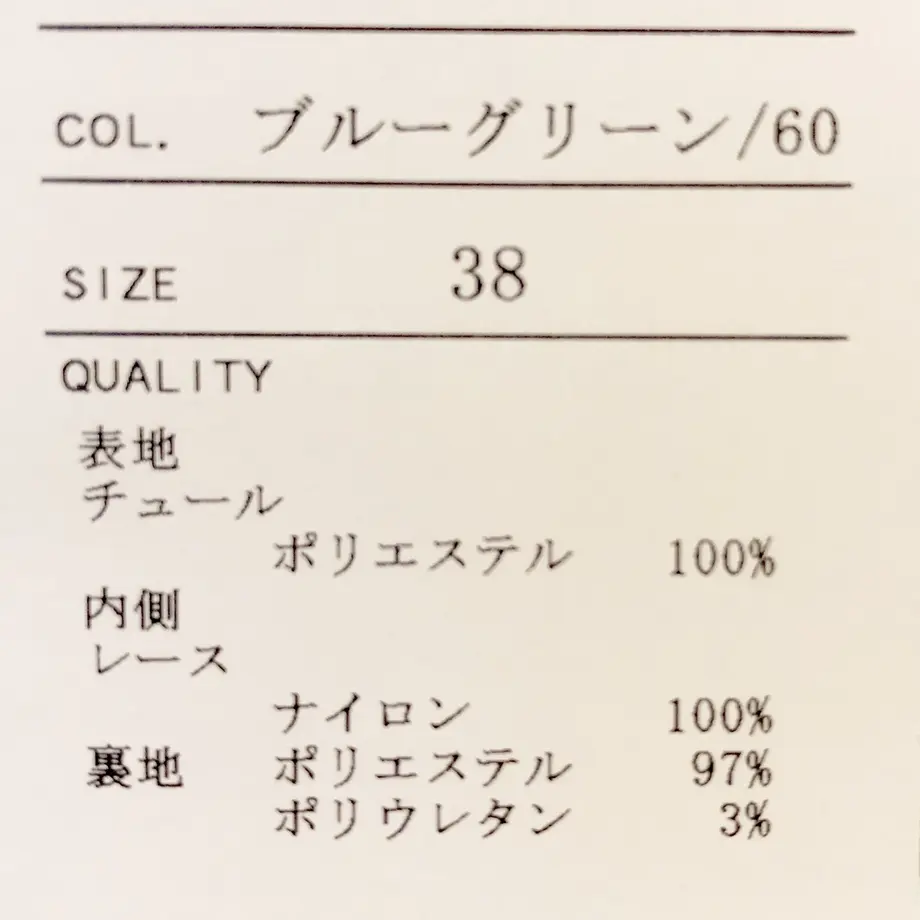 COL. ブルーグリーン/60
SIZE 38
QUALITY
表地
チュール
ポリエステル 100%
内側
レース
ナイロン 100%
裏地 ポリエステル 97%
ポリウレタン 3%